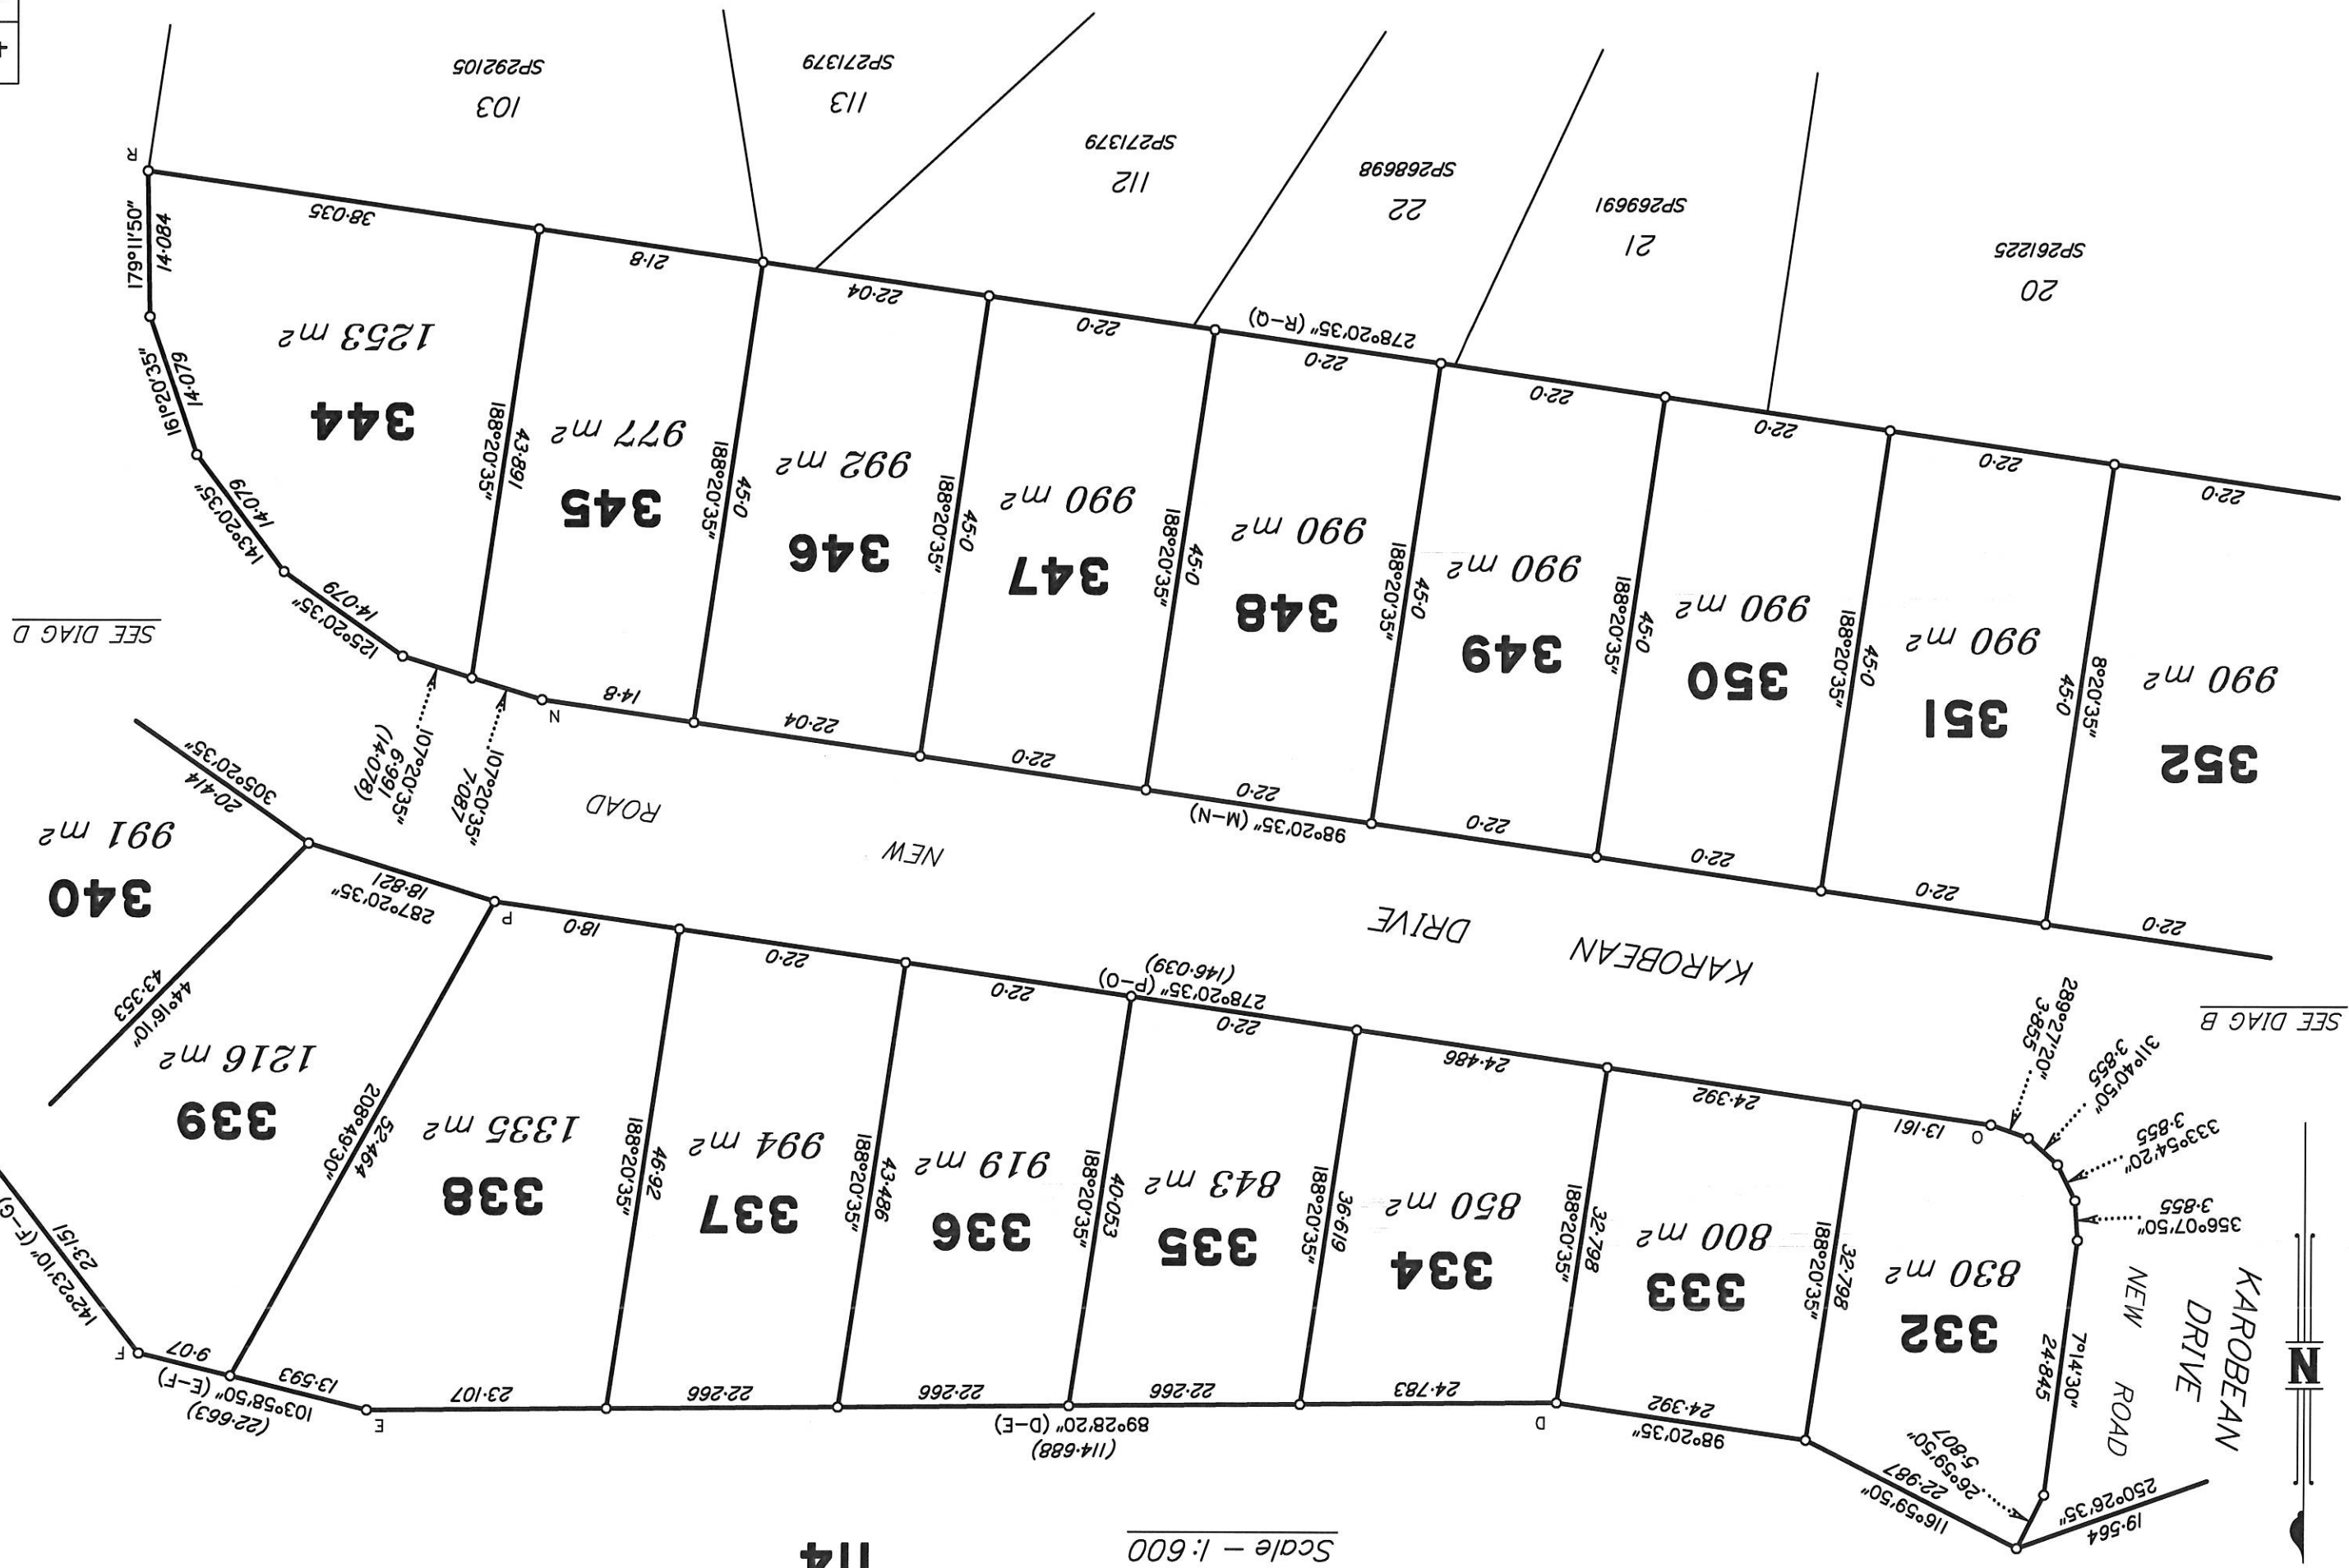 Scale – 1:600
114
19·564
250°26'35"
116°59'50"
22·987
26°59'50"
5·807
N
98°20'35"
24·392
D
(114·688)
89°28'20" (D–E)
24·783
22·266
22·266
22·266
23·107
E
(22·663)
103°58'50" (E–F)
13·593
9·07
F
142°23'10" (F–G)
23·151
KAROBEAN
DRIVE
NEW ROAD
7°14'30"
24·845
332
830 m²
188°20'35"
32·798
333
800 m²
188°20'35"
32·798
334
850 m²
188°20'35"
36·619
335
843 m²
188°20'35"
40·053
336
919 m²
188°20'35"
43·486
337
994 m²
188°20'35"
46·92
338
1335 m²
208°49'30"
52·464
339
1216 m²
44°16'10"
43·353
340
991 m²
356°07'50"
3·855
333°54'20"
3·855
311°40'50"
3·855
289°27'20"
3·855
O
13·161
24·392
24·486
22·0
278°20'35" (P–O)
(146·039)
22·0
22·0
18·0
P
287°20'35"
18·821
305°20'35"
20·414
SEE DIAG B
KAROBEAN
DRIVE
NEW
ROAD
22·0
22·0
22·0
22·0
98°20'35" (M–N)
22·0
22·0
22·04
14·8
N
107°20'35"
7·087
107°20'35"
6·991
(14·078)
SEE DIAG D
125°20'35"
14·079
143°20'35"
14·079
161°20'35"
14·079
179°11'50"
14·084
352
990 m²
8°20'35"
45·0
351
990 m²
188°20'35"
45·0
350
990 m²
188°20'35"
45·0
349
990 m²
188°20'35"
45·0
348
990 m²
188°20'35"
45·0
347
990 m²
188°20'35"
45·0
346
992 m²
188°20'35"
45·0
345
977 m²
188°20'35"
43·891
344
1253 m²
22·0
22·0
22·0
22·0
22·0
278°20'35" (R–Q)
22·0
22·04
21·8
38·035
R
20
SP261225
21
SP269691
22
SP268698
112
SP271379
113
SP271379
103
SP292105